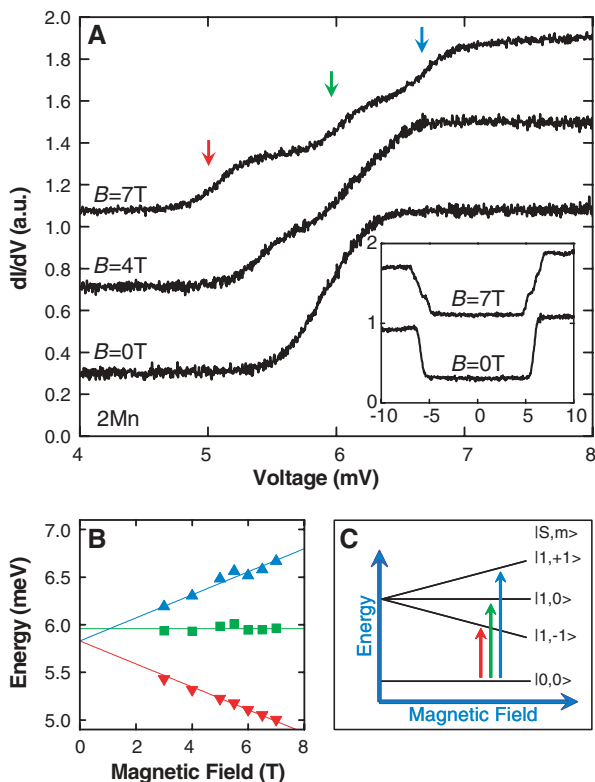 A
2.0
1.8
1.6
1.4
1.2
1.0
0.8
0.6
0.4
0.2
0.0
dI/dV (a.u.)
B=7T
B=4T
B=0T
2Mn
4
5
6
7
8
Voltage (mV)
2
1
0
B=7T
B=0T
-10
-5
0
5
10
B
7.0
6.5
6.0
5.5
5.0
Energy (meV)
0
2
4
6
8
Magnetic Field (T)
C
|S,m>
|1,+1>
|1,0>
|1,-1>
|0,0>
Energy
Magnetic Field